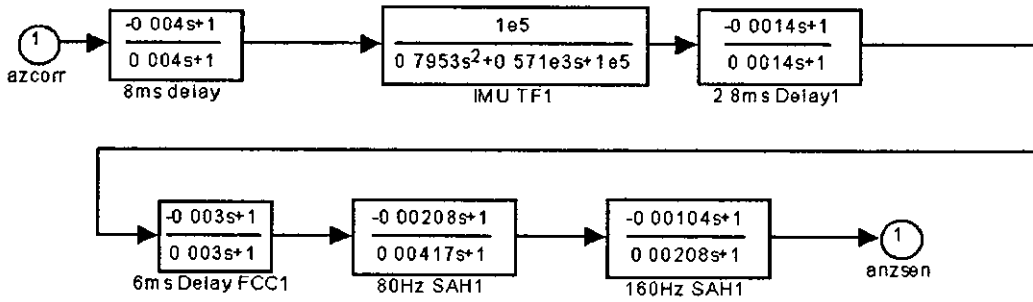 1
azcorr
-0 004s+1
0 004s+1
8ms delay
1e5
0 7953s²+0 571e3s+1e5
IMU TF1
-0 0014s+1
0 0014s+1
2 8ms Delay1
-0 003s+1
0 003s+1
6ms Delay FCC1
-0 00208s+1
0 00417s+1
80Hz SAH1
-0 00104s+1
0 00208s+1
160Hz SAH1
1
anzsen